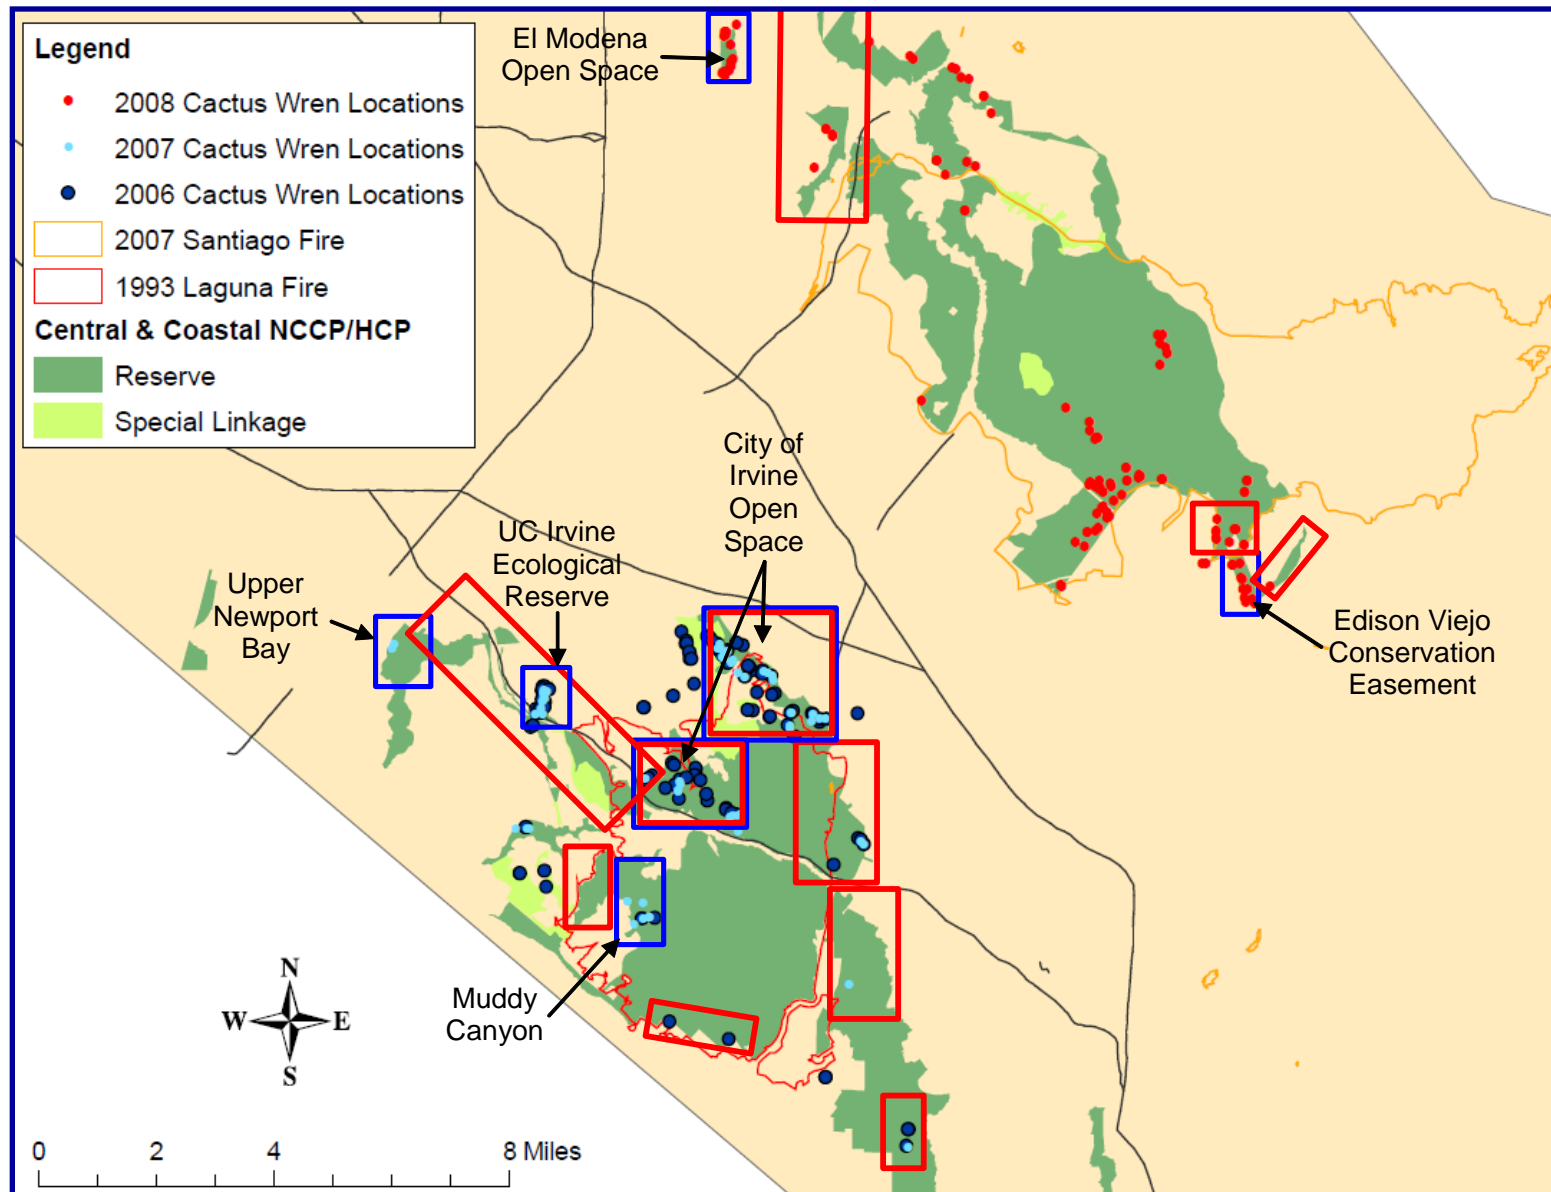 Legend
2008 Cactus Wren Locations
2007 Cactus Wren Locations
2006 Cactus Wren Locations
2007 Santiago Fire
1993 Laguna Fire
Central & Coastal NCCP/HCP
Reserve
Special Linkage
El Modena
Open Space
City of
Irvine
Open
Space
UC Irvine
Ecological
Reserve
Upper
Newport
Bay
Edison Viejo
Conservation
Easement
Muddy
Canyon
N
W
E
S
0 2 4 8 Miles